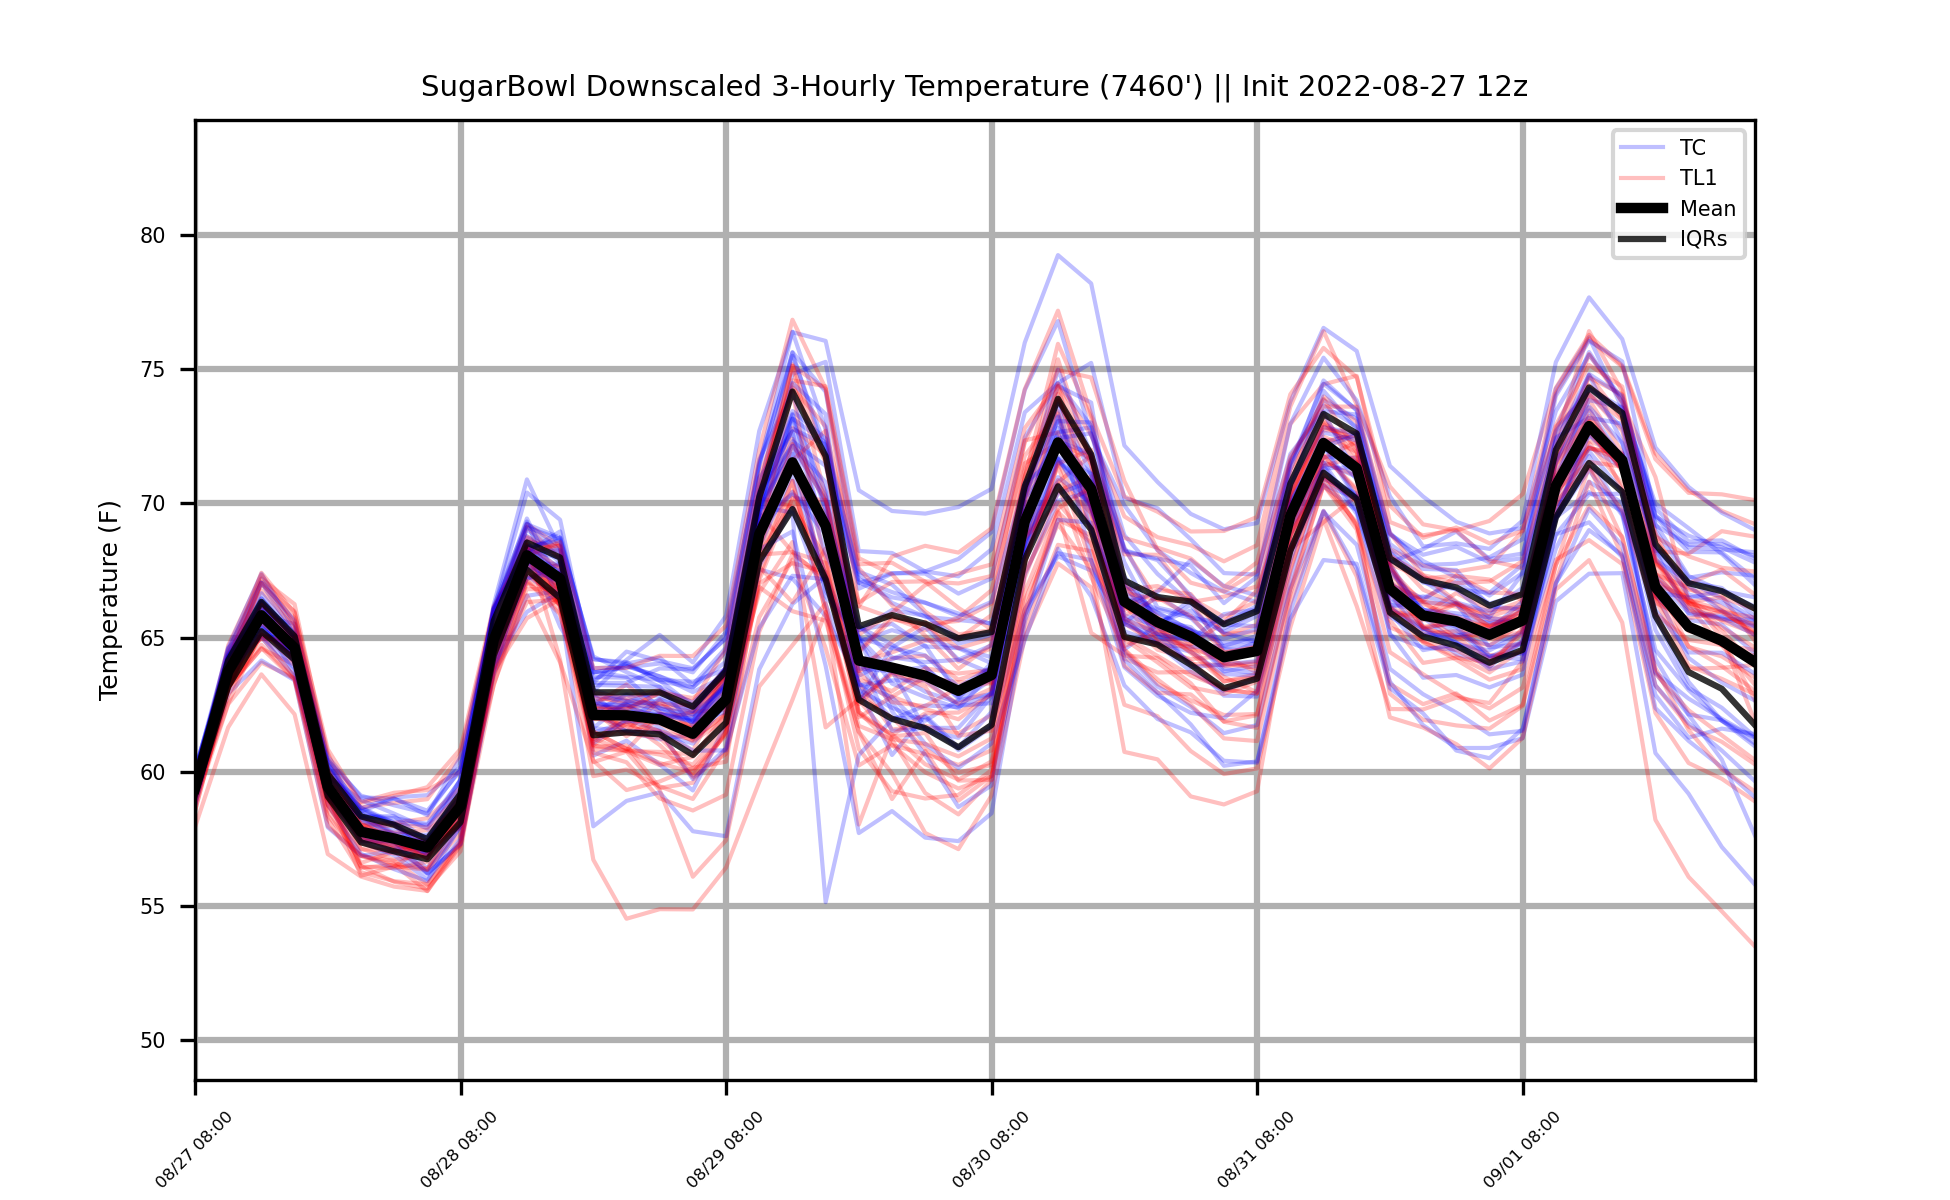 SugarBowl Downscaled 3-Hourly Temperature (7460') || Init 2022-08-27 12z
TC
TL1
Mean
IQRs
Temperature (F)
80
75
70
65
60
55
50
08/27 08:00
08/28 08:00
08/29 08:00
08/30 08:00
08/31 08:00
09/01 08:00